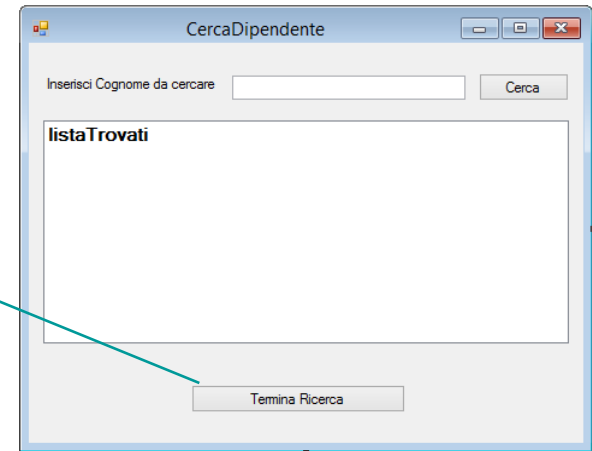 CercaDipendente
Inserisci Cognome da cercare Cerca
listaTrovati
Termina Ricerca